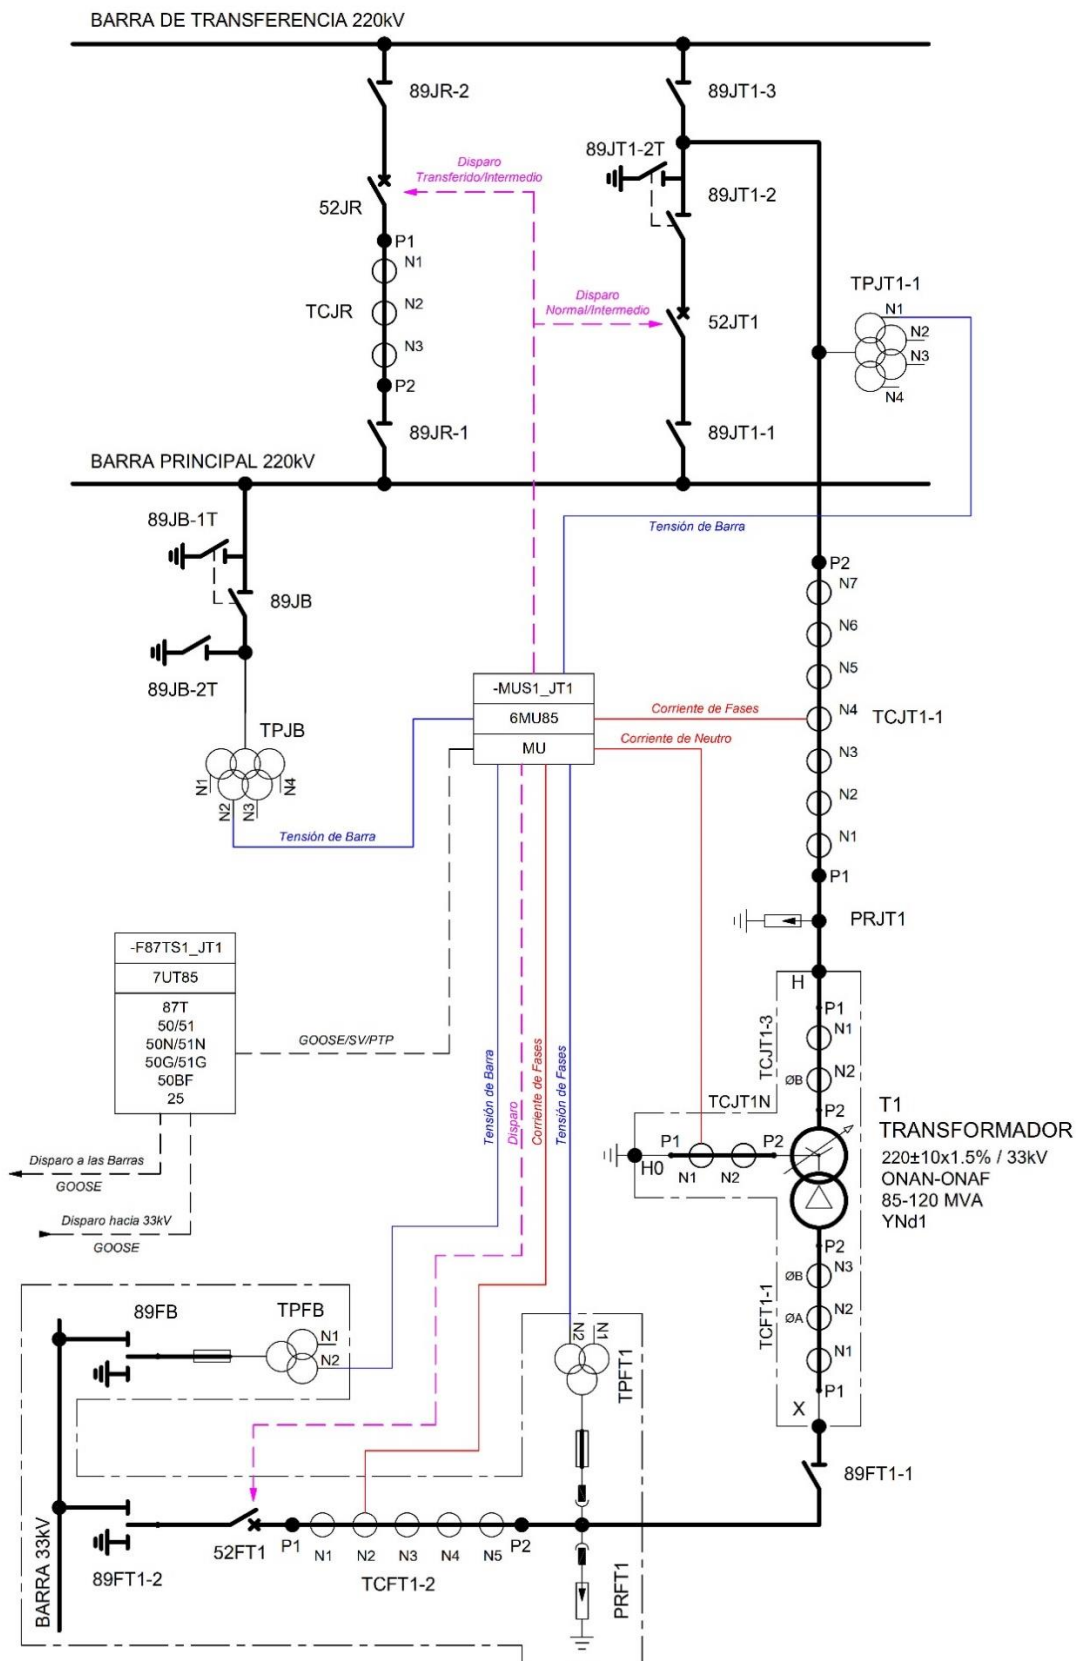 BARRA DE TRANSFERENCIA 220kV
89JR-2
89JT1-3
Disparo
Transferido/Intermedio
89JT1-2T
89JT1-2
52JR
P1
N1
N2
TCJR
N3
P2
Disparo
Normal/Intermedio
52JT1
TPJT1-1
N1
N2
N3
N4
89JR-1
89JT1-1
BARRA PRINCIPAL 220kV
89JB-1T
89JB
89JB-2T
Tensión de Barra
P2
N7
N6
N5
N4
TCJT1-1
N3
N2
N1
P1
-MUS1_JT1
6MU85
MU
Corriente de Fases
Corriente de Neutro
TPJB
N1
N2
N3
N4
Tensión de Barra
PRJT1
-F87TS1_JT1
7UT85
87T
50/51
50N/51N
50G/51G
50BF
25
GOOSE/SV/PTP
Disparo a las Barras
GOOSE
Disparo hacia 33kV
GOOSE
Tensión de Barra
Disparo
Corriente de Fases
Tensión de Fases
H
P1
N1
TCJT1-3
ØB
N2
P2
TCJT1N
P1
P2
H0
N1
N2
T1
TRANSFORMADOR
220±10x1.5% / 33kV
ONAN-ONAF
85-120 MVA
YNd1
P2
ØB
N3
ØA
N2
TCFT1-1
N1
P1
X
89FB
TPFB
N1
N2
N2
N1
TPFT1
89FT1-1
BARRA 33kV
89FT1-2
52FT1
P1
N1
N2
N3
N4
N5
P2
TCFT1-2
PRFT1